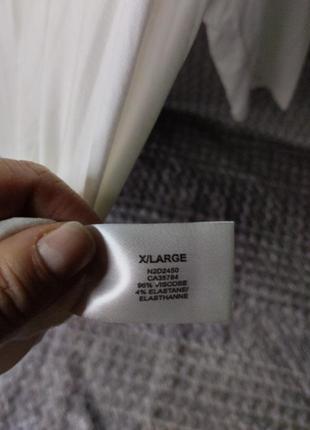 X/LARGE
N2D2450
CA35784
96% VISCOSE
4% ELASTANE/
ELASTHANNE